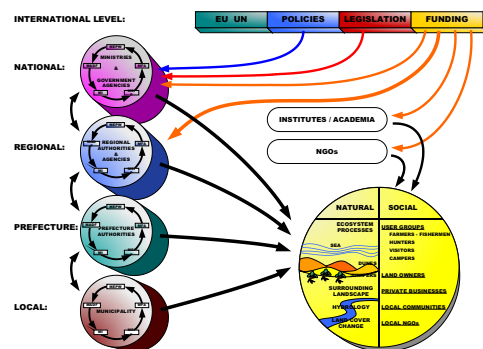 INTERNATIONAL LEVEL:
EU UN
POLICIES
LEGISLATION
FUNDING
NATIONAL:
MINISTRIES
&
GOVERNMENT
AGENCIES
INSTITUTES / ACADEMIA
REGIONAL:
REGIONAL
AUTHORITIES
&
AGENCIES
NGOs
PREFECTURE:
PREFECTURE
AUTHORITIES
LOCAL:
MUNICIPALITY
NATURAL
ECOSYSTEM
PROCESSES
SEA
DUNES
SURROUNDING
LANDSCAPE
HYDROLOGY
LAND COVER
CHANGE
SOCIAL
USER GROUPS
FARMERS - FISHERMEN
HUNTERS
VISITORS
CAMPERS
LAND OWNERS
PRIVATE BUSINESSES
LOCAL COMMUNITIES
LOCAL NGOs